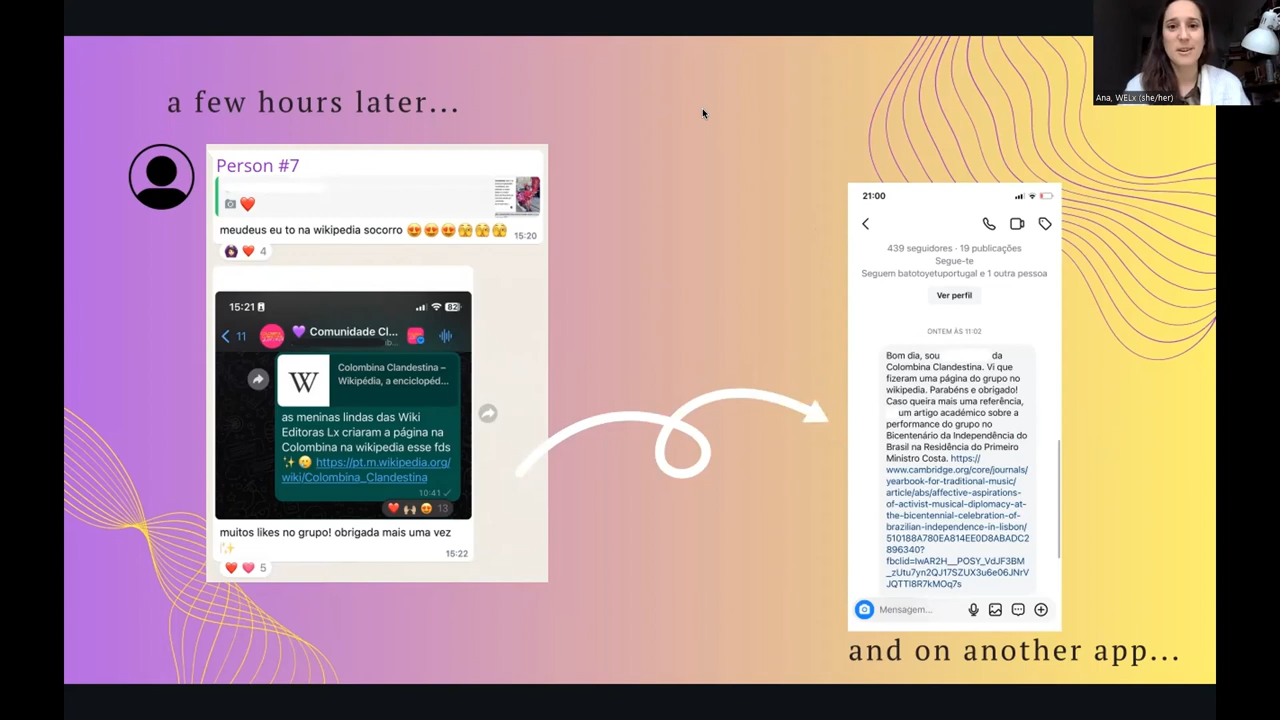 a few hours later...
Ana, WELx (she/her)
Person #7
meudeus eu to na wikipedia socorro 😍😍😍🫣🫣🫣
15:20
❤️ 4
15:21
82
11
💜 Comunidade Cl...
Colombina Clandestina –
Wikipédia, a enciclopéd...
W
as meninas lindas das Wiki
Editoras Lx criaram a página na
Colombina na wikipedia esse fds
✨ 🥲 https://pt.m.wikipedia.org/
wiki/Colombina_Clandestina
10:41
13
muitos likes no grupo! obrigada mais uma vez
✨
15:22
5
21:00
439 seguidores · 19 publicações
Segue-te
Seguem batotoyetuportugal e 1 outra pessoa
Ver perfil
ONTEM ÀS 11:02
Bom dia, sou da
Colombina Clandestina. Vi que
fizeram uma página do grupo no
wikipedia. Parabéns e obrigado!
Caso queira mais uma referência,
um artigo académico sobre a
performance do grupo no
Bicentenário da Independência do
Brasil na Residência do Primeiro
Ministro Costa. https://
www.cambridge.org/core/journals/
yearbook-for-traditional-music/
article/abs/affective-aspirations-
of-activist-musical-diplomacy-at-
the-bicentennial-celebration-of-
brazilian-independence-in-lisbon/
510188A780EA814EE0D8ABADC2
896340?
fbclid=IwAR2H__POSY_VdJF3BM
_zUtu7yn2QJ17SZUX3u6e06JNrV
JQTTI8R7kMOq7s
Mensagem...
and on another app...